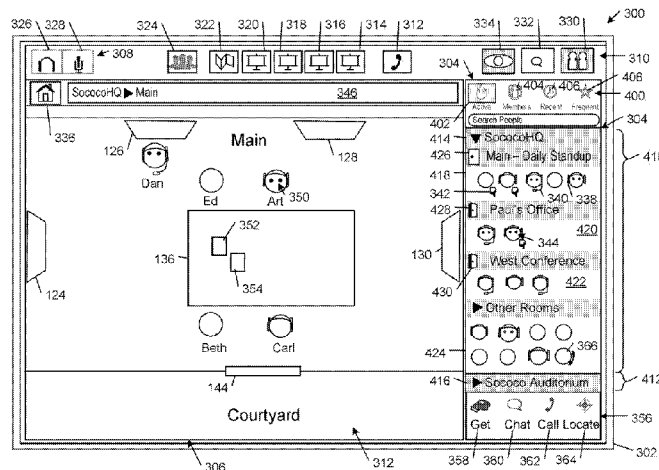 326 328 324 322 320 318 316 314 312 334 332 330 300
308 310
304 404 406 406
400
Active Members Recent Frequent
SococoHQ ▶ Main 346
402 Search People 304
336
414 ▼ SococoHQ
426 Main – Daily Standup
126 Main 128
Dan
418
Ed Art 350
342 340 338
428 Paul's Office
352
136 130 344 420
354
West Conference
124
430 422
▶ Other Rooms
Beth Carl
424 366
144
416 ▶ Sococo Auditorium 412
Courtyard
Get Chat Call Locate 356
306 312 358 360 362 364 302